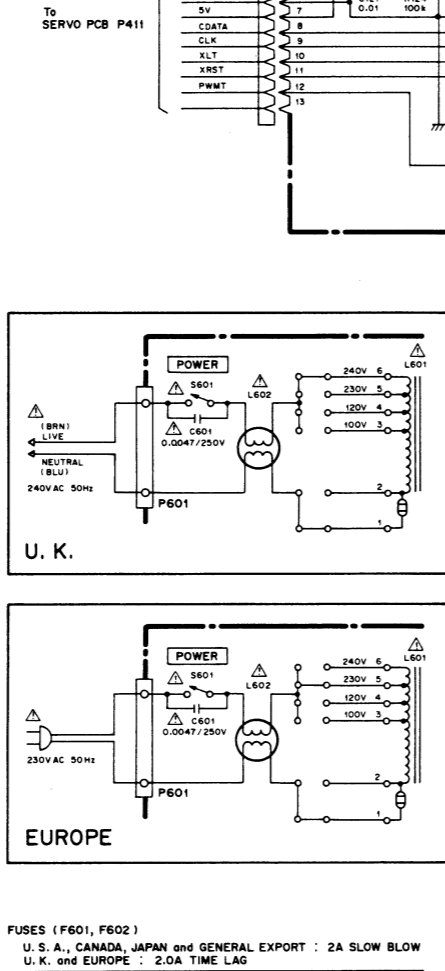 To
SERVO PCB P411
5V 7
CDATA 8
CLK 9
XLT 10
XRST 11
PWMT 12
13
0.01 100k
POWER
S601
C601
0.0047/250V
L602
L601
240V 6
230V 5
120V 4
100V 3
2
1
(BRN)
LIVE
NEUTRAL
(BLU)
240V AC 50Hz
P601
U. K.
POWER
S601
C601
0.0047/250V
L602
L601
240V 6
230V 5
120V 4
100V 3
2
1
230V AC 50Hz
P601
EUROPE
FUSES (F601, F602)
U. S. A., CANADA, JAPAN and GENERAL EXPORT : 2A SLOW BLOW
U. K. and EUROPE : 2.0A TIME LAG